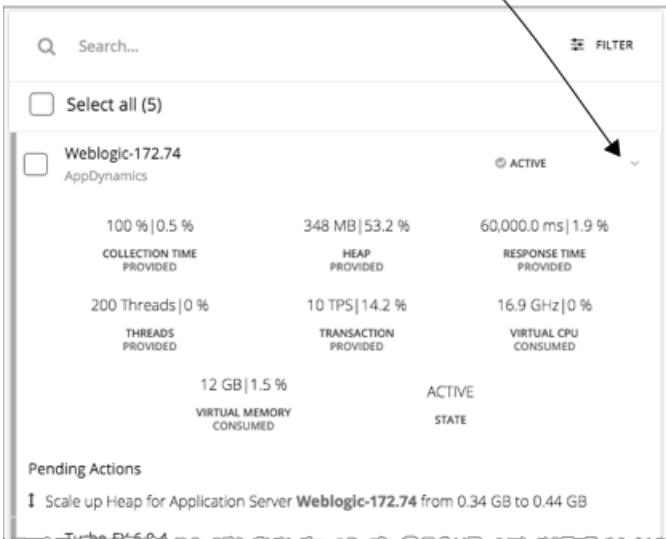 Search...
FILTER
Select all (5)
Weblogic-172.74
ACTIVE
AppDynamics
100 %|0.5 %
348 MB|53.2 %
60,000.0 ms|1.9 %
COLLECTION TIME
HEAP
RESPONSE TIME
PROVIDED
PROVIDED
PROVIDED
200 Threads|0 %
10 TPS|14.2 %
16.9 GHz|0 %
THREADS
TRANSACTION
VIRTUAL CPU
PROVIDED
PROVIDED
CONSUMED
12 GB|1.5 %
ACTIVE
VIRTUAL MEMORY
STATE
CONSUMED
Pending Actions
Scale up Heap for Application Server Weblogic-172.74 from 0.34 GB to 0.44 GB